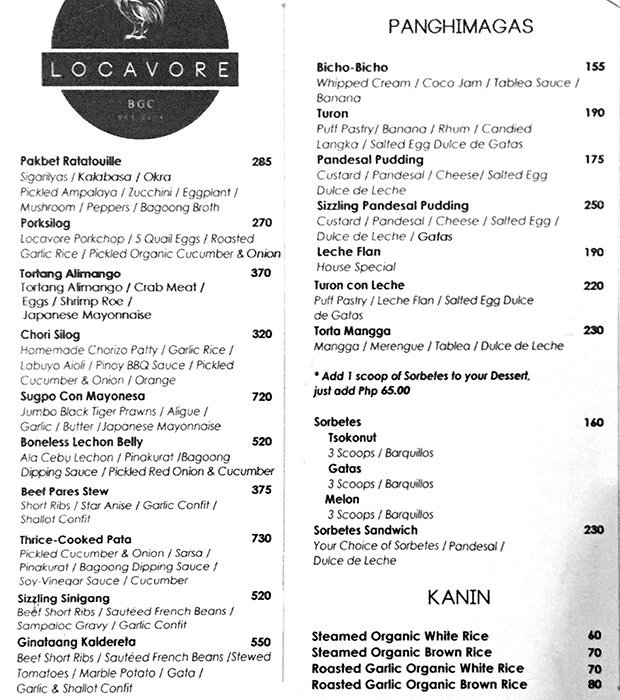 LOCAVORE
BGC
Pakbet Ratatouille 285
Sigarilyas / Kalabasa / Okra
Pickled Ampalaya / Zucchini / Eggplant /
Mushroom / Peppers / Bagoong Broth
Porksilog 270
Locavore Porkchop / 5 Quail Eggs / Roasted
Garlic Rice / Pickled Organic Cucumber & Onion
Tortang Alimango 370
Tortang Alimango / Crab Meat /
Eggs / Shrimp Roe /
Japanese Mayonnaise
Chori Silog 320
Homemade Chorizo Patty / Garlic Rice /
Labuyo Aioli / Pinoy BBQ Sauce / Pickled
Cucumber & Onion / Orange
Sugpo Con Mayonesa 720
Jumbo Black Tiger Prawns / Aligue /
Garlic / Butter /Japanese Mayonnaise
Boneless Lechon Belly 520
Ala Cebu Lechon / Pinakurat /Bagoong
Dipping Sauce / Pickled Red Onion & Cucumber
Beef Pares Stew 375
Short Ribs / Star Anise / Garlic Confit /
Shallot Confit
Thrice-Cooked Pata 730
Pickled Cucumber & Onion / Sarsa /
Pinakurat / Bagoong Dipping Sauce /
Soy-Vinegar Sauce / Cucumber
Sizzling Sinigang 520
Beef Short Ribs / Sautéed French Beans /
Sampaloc Gravy / Garlic Confit
Ginataang Kaldereta 550
Beef Short Ribs / Sautéed French Beans /Stewed
Tomatoes / Marble Potato / Gata /
Garlic & Shallot Confit
PANGHIMAGAS
Bicho-Bicho 155
Whipped Cream / Coco Jam / Tablea Sauce /
Banana
Turon 190
Puff Pastry/ Banana / Rhum / Candied
Langka / Salted Egg Dulce de Gatas
Pandesal Pudding 175
Custard / Pandesal / Cheese/ Salted Egg
Dulce de Leche
Sizzling Pandesal Pudding 250
Custard / Pandesal / Cheese / Salted Egg /
Dulce de Leche / Gatas
Leche Flan 190
House Special
Turon con Leche 220
Puff Pastry / Leche Flan / Salted Egg Dulce
de Gatas
Torta Mangga 230
Mangga / Merengue / Tablea / Dulce de Leche
* Add 1 scoop of Sorbetes to your Dessert,
just add Php 65.00
Sorbetes 160
Tsokonut
3 Scoops / Barquillos
Gatas
3 Scoops / Barquillos
Melon
3 Scoops / Barquillos
Sorbetes Sandwich 230
Your Choice of Sorbetes / Pandesal /
Dulce de Leche
KANIN
Steamed Organic White Rice 60
Steamed Organic Brown Rice 70
Roasted Garlic Organic White Rice 70
Roasted Garlic Organic Brown Rice 80